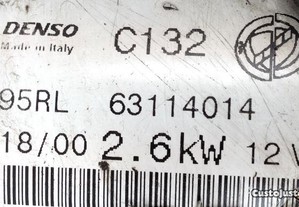 DENSO
Made in Italy
C132
95RL 63114014
18/00 2.6kW 12 V
CustoJusto